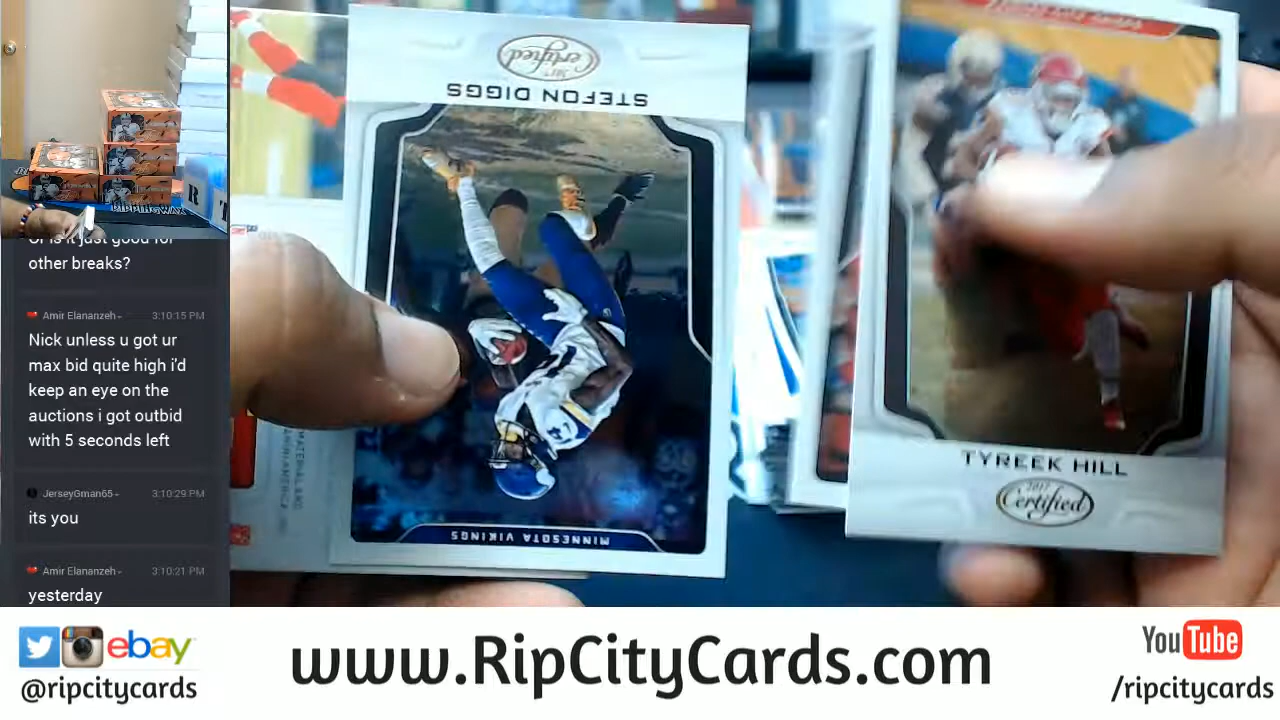 Or is it just good for
other breaks?
Amir Elananzeh
3:10:15 PM
Nick unless u got ur
max bid quite high i'd
keep an eye on the
auctions i got outbid
with 5 seconds left
JerseyGman65
3:10:29 PM
its you
Amir Elananzeh
3:10:21 PM
yesterday
STEFON DIGGS
2017
Certified
MINNESOTA VIKINGS
TYREEK HILL
2017
Certified
RIPPINGWAX
ebay
@ripcitycards
www.RipCityCards.com
YouTube
/ripcitycards